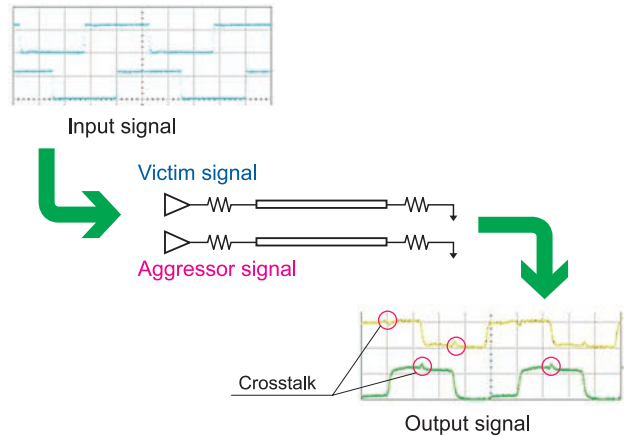 Input signal
Victim signal
Aggressor signal
Crosstalk
Output signal